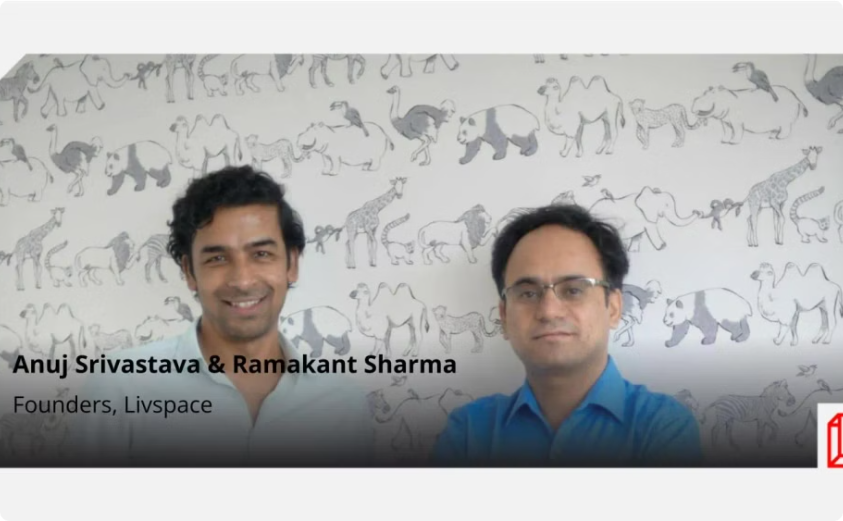 Anuj Srivastava & Ramakant Sharma
Founders, Livspace